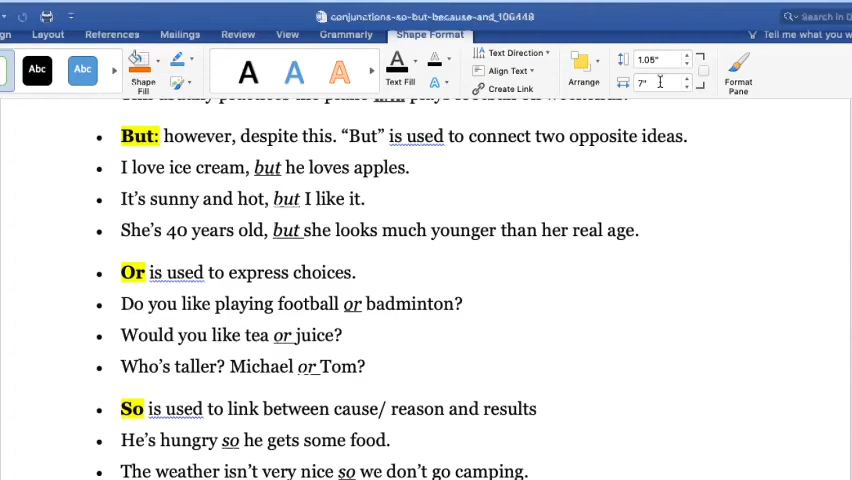 conjunctions-so-but-because-and_106440
Search in D
Layout References Mailings Review View Grammarly Shape Format Tell me what you w
Abc Abc Shape Fill A A A A Text Fill A A Text Direction Align Text Create Link Arrange 1.05" 7" Format Pane
But: however, despite this. “But” is used to connect two opposite ideas.
I love ice cream, but he loves apples.
It’s sunny and hot, but I like it.
She’s 40 years old, but she looks much younger than her real age.
Or is used to express choices.
Do you like playing football or badminton?
Would you like tea or juice?
Who’s taller? Michael or Tom?
So is used to link between cause/ reason and results
He’s hungry so he gets some food.
The weather isn’t very nice so we don’t go camping.